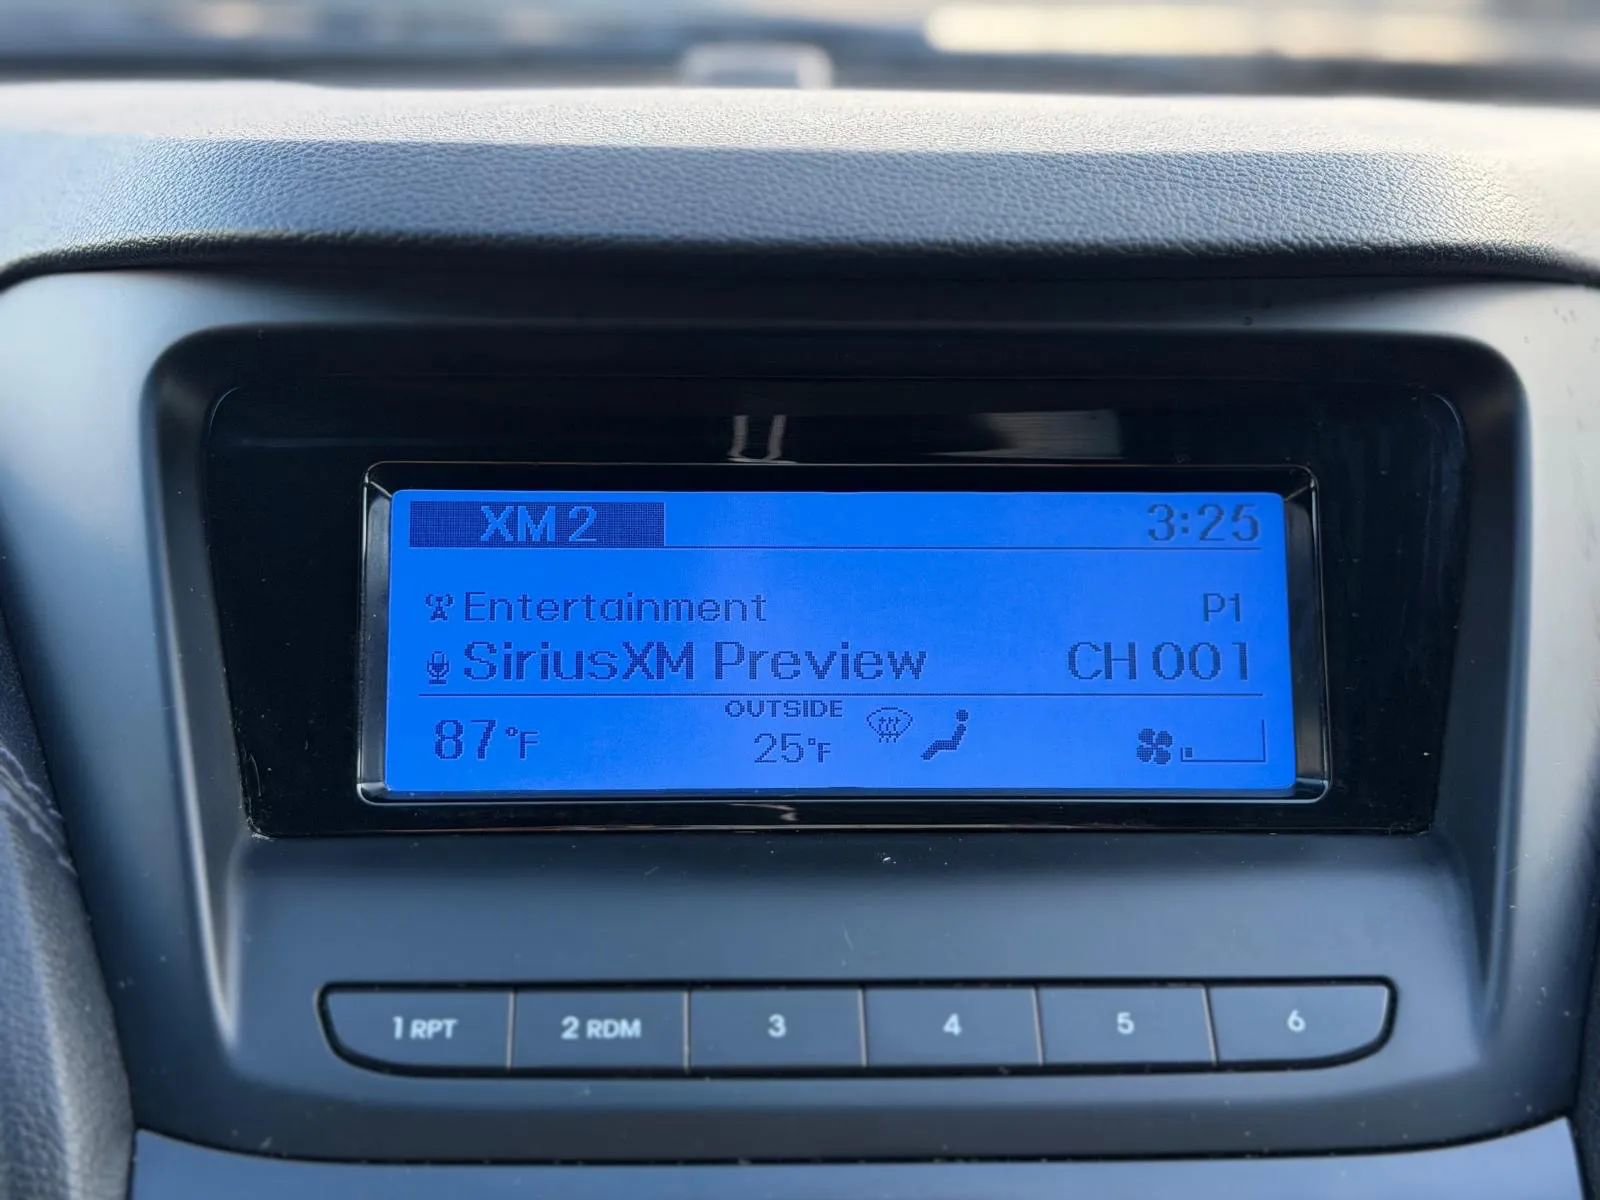 XM 2 3:25
Entertainment P1
SiriusXM Preview CH 001
OUTSIDE
87°F 25°F
1 RPT 2 RDM 3 4 5 6